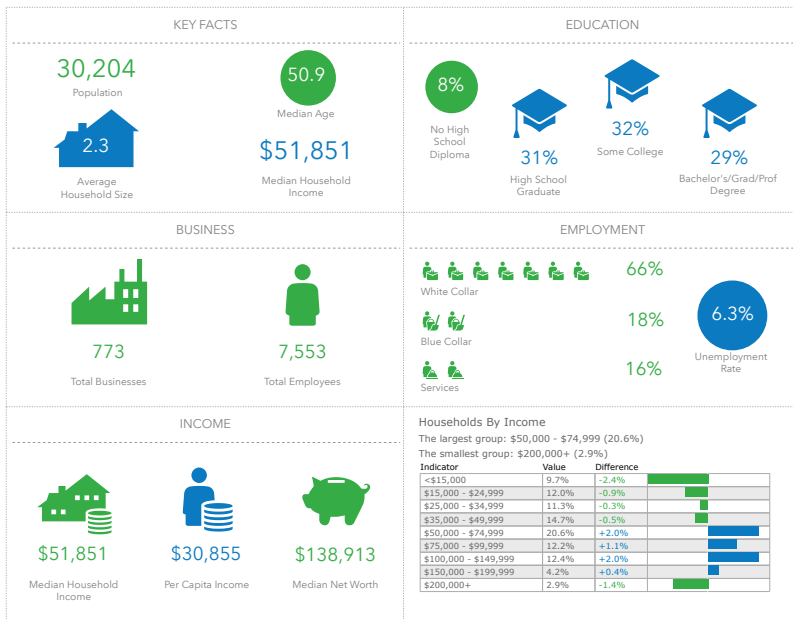 KEY FACTS
30,204
Population
50.9
Median Age
2.3
Average
Household Size
$51,851
Median Household
Income
EDUCATION
8%
No High
School
Diploma
31%
High School
Graduate
32%
Some College
29%
Bachelor's/Grad/Prof
Degree
BUSINESS
773
Total Businesses
7,553
Total Employees
EMPLOYMENT
66%
White Collar
18%
Blue Collar
16%
Services
6.3%
Unemployment
Rate
INCOME
$51,851
Median Household
Income
$30,855
Per Capita Income
$138,913
Median Net Worth
Households By Income
The largest group: $50,000 - $74,999 (20.6%)
The smallest group: $200,000+ (2.9%)
Indicator Value Difference
<$15,000 9.7% -2.4%
$15,000 - $24,999 12.0% -0.9%
$25,000 - $34,999 11.3% -0.3%
$35,000 - $49,999 14.7% -0.5%
$50,000 - $74,999 20.6% +2.0%
$75,000 - $99,999 12.2% +1.1%
$100,000 - $149,999 12.4% +2.0%
$150,000 - $199,999 4.2% +0.4%
$200,000+ 2.9% -1.4%